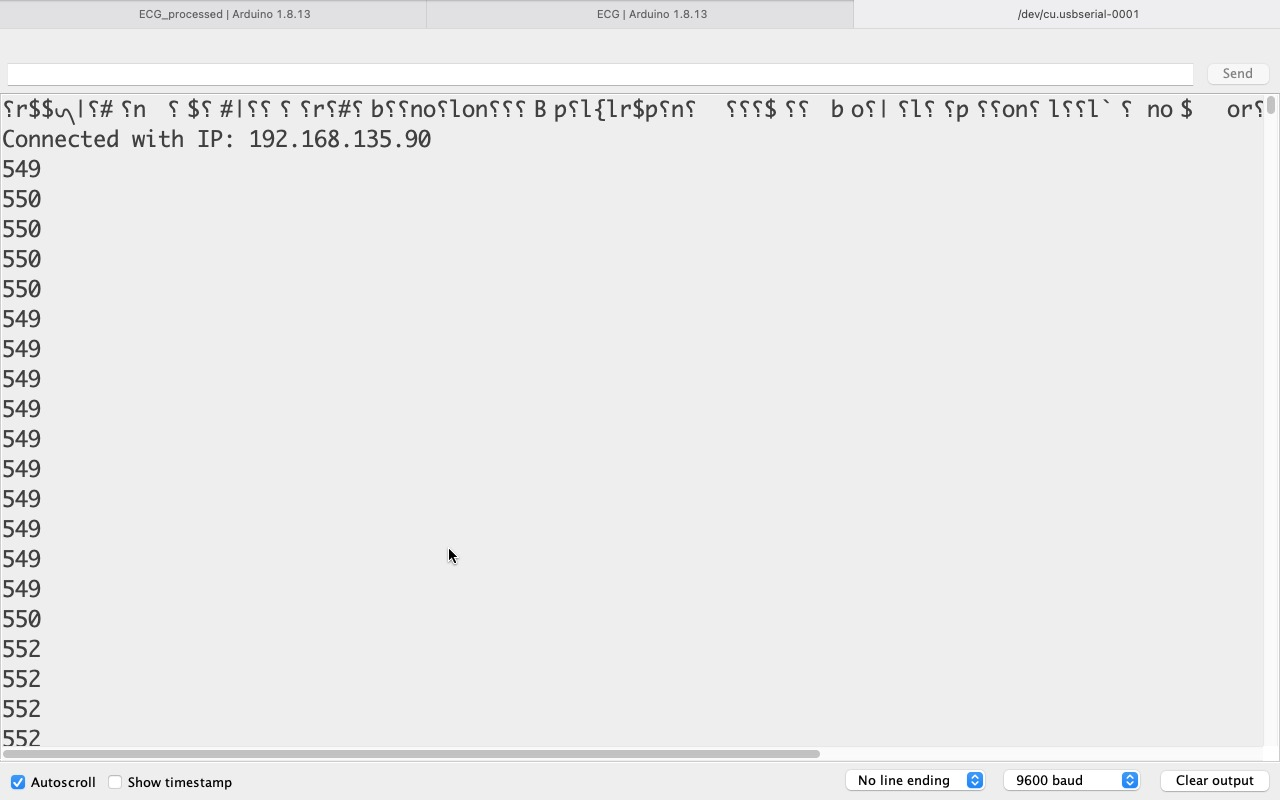 ECG_processed | Arduino 1.8.13
ECG | Arduino 1.8.13
/dev/cu.usbserial-0001
Send
Connected with IP: 192.168.135.90
549
550
550
550
550
549
549
549
549
549
549
549
549
549
549
550
552
552
552
552
Autoscroll
Show timestamp
No line ending
9600 baud
Clear output